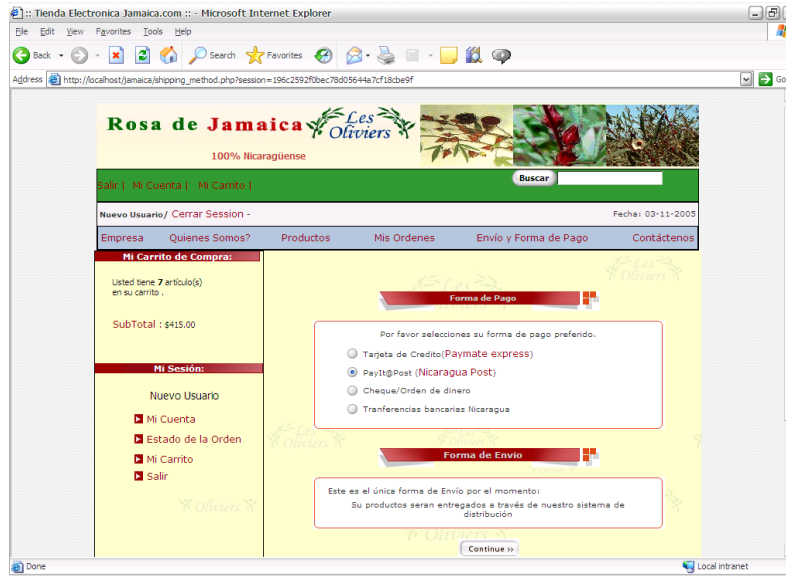 :: Tienda Electronica Jamaica.com :: - Microsoft Internet Explorer
File Edit View Favorites Tools Help
Back Search Favorites
Address http://localhost/jamaica/shipping_method.php?session=196c2592f0bec78d05644a7cf18cbe9f Go
Rosa de Jamaica Les Oliviers
100% Nicaragüense
Buscar
Salir | Mi Cuenta | Mi Carrito |
Nuevo Usuario/ Cerrar Session - Fecha: 03-11-2005
Empresa Quienes Somos? Productos Mis Ordenes Envío y Forma de Pago Contáctenos
Mi Carrito de Compra:
Usted tiene 7 artículo(s)
en su carrito .
SubTotal : $415.00
Mi Sesión:
Nuevo Usuario
Mi Cuenta
Estado de la Orden
Mi Carrito
Salir
Forma de Pago
Por favor selecciones su forma de pago preferido.
Tarjeta de Credito(Paymate express)
PayIt@Post (Nicaragua Post)
Cheque/Orden de dinero
Tranferencias bancarias Nicaragua
Forma de Envio
Este es el única forma de Envío por el momento:
Su productos seran entregados a través de nuestro sistema de
distribución
Continue »
Done Local intranet